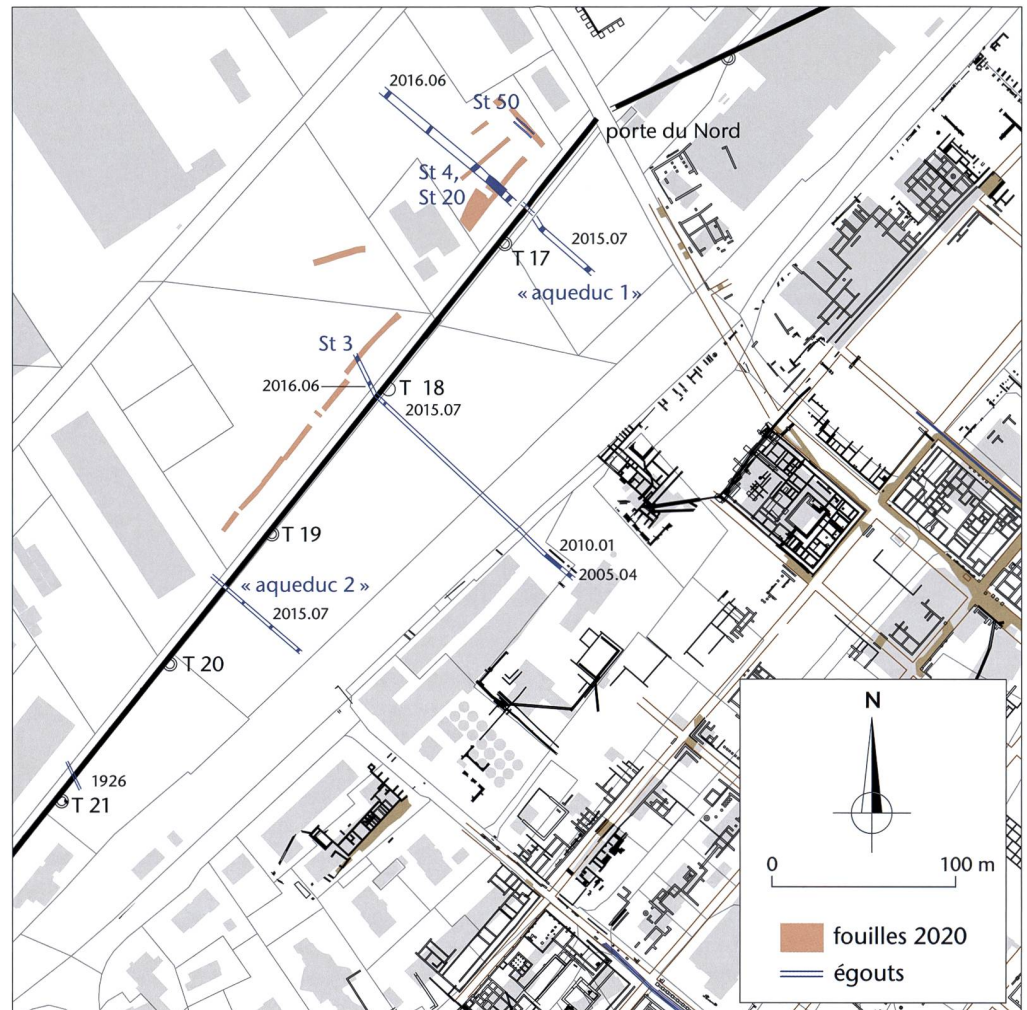 2016.06
St 50
porte du Nord
St 4,
St 20
2015.07
T 17
« aqueduc 1»
St 3
2016.06
T 18
2015.07
T 19
2010.01
2005.04
« aqueduc 2 »
2015.07
T 20
1926
T 21
N
0 100 m
fouilles 2020
égouts